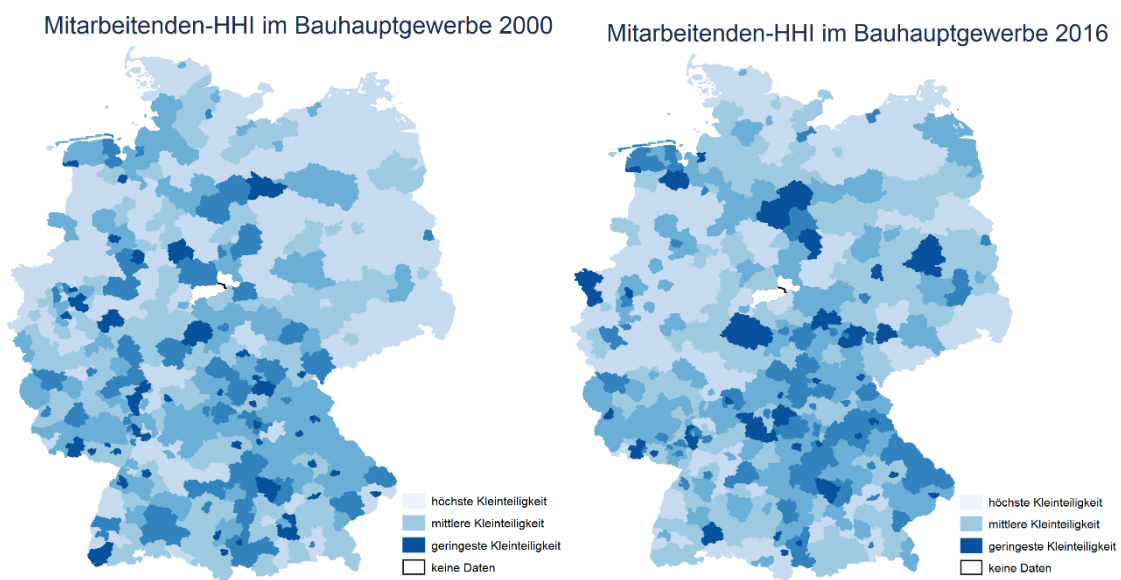 Mitarbeitenden-HHI im Bauhauptgewerbe 2000
höchste Kleinteiligkeit
mittlere Kleinteiligkeit
geringeste Kleinteiligkeit
keine Daten
Mitarbeitenden-HHI im Bauhauptgewerbe 2016
höchste Kleinteiligkeit
mittlere Kleinteiligkeit
geringeste Kleinteiligkeit
keine Daten